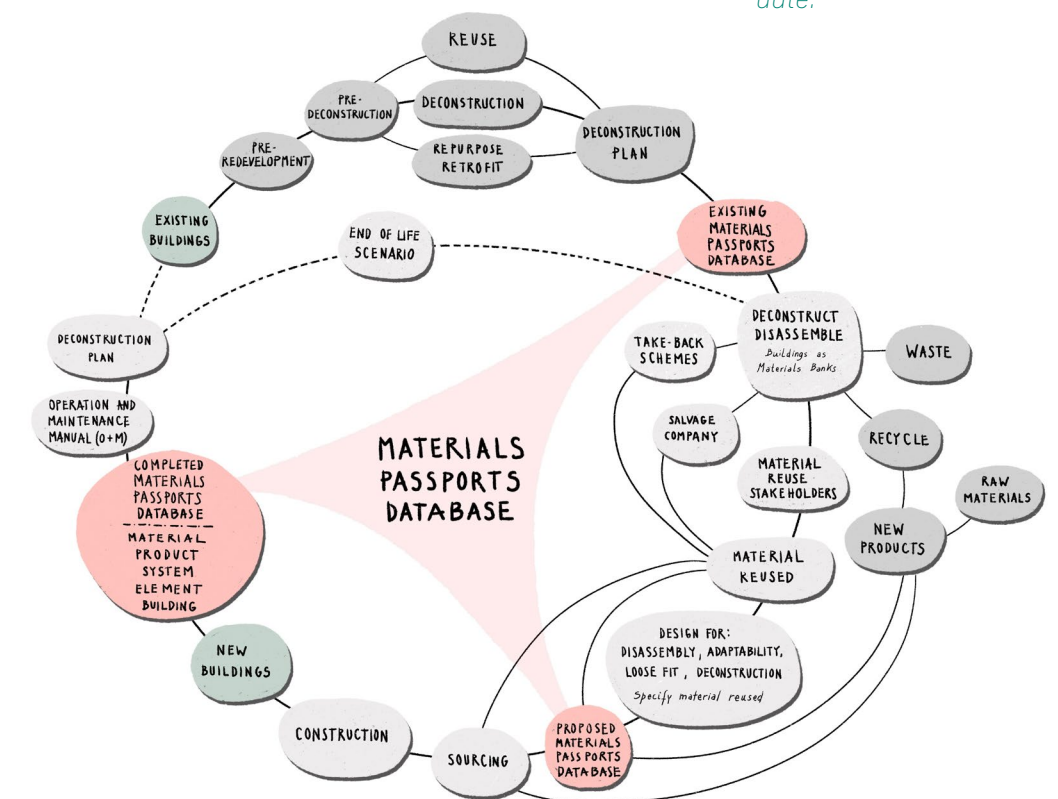 date.
REUSE
PRE-
DECONSTRUCTION
DECONSTRUCTION
REPURPOSE
RETROFIT
DECONSTRUCTION
PLAN
PRE-
REDEVELOPMENT
EXISTING
BUILDINGS
END OF LIFE
SCENARIO
EXISTING
MATERIALS
PASSPORTS
DATABASE
DECONSTRUCTION
PLAN
OPERATION AND
MAINTENANCE
MANUAL (O+M)
COMPLETED
MATERIALS
PASSPORTS
DATABASE
MATERIAL
PRODUCT
SYSTEM
ELEMENT
BUILDING
MATERIALS
PASSPORTS
DATABASE
DECONSTRUCT
DISASSEMBLE
Buildings as
Materials Banks
TAKE-BACK
SCHEMES
WASTE
SALVAGE
COMPANY
RECYCLE
MATERIAL
REUSE
STAKEHOLDERS
RAW
MATERIALS
NEW
PRODUCTS
MATERIAL
REUSED
DESIGN FOR:
DISASSEMBLY, ADAPTABILITY,
LOOSE FIT, DECONSTRUCTION
Specify material reused
NEW
BUILDINGS
CONSTRUCTION
SOURCING
PROPOSED
MATERIALS
PASSPORTS
DATABASE